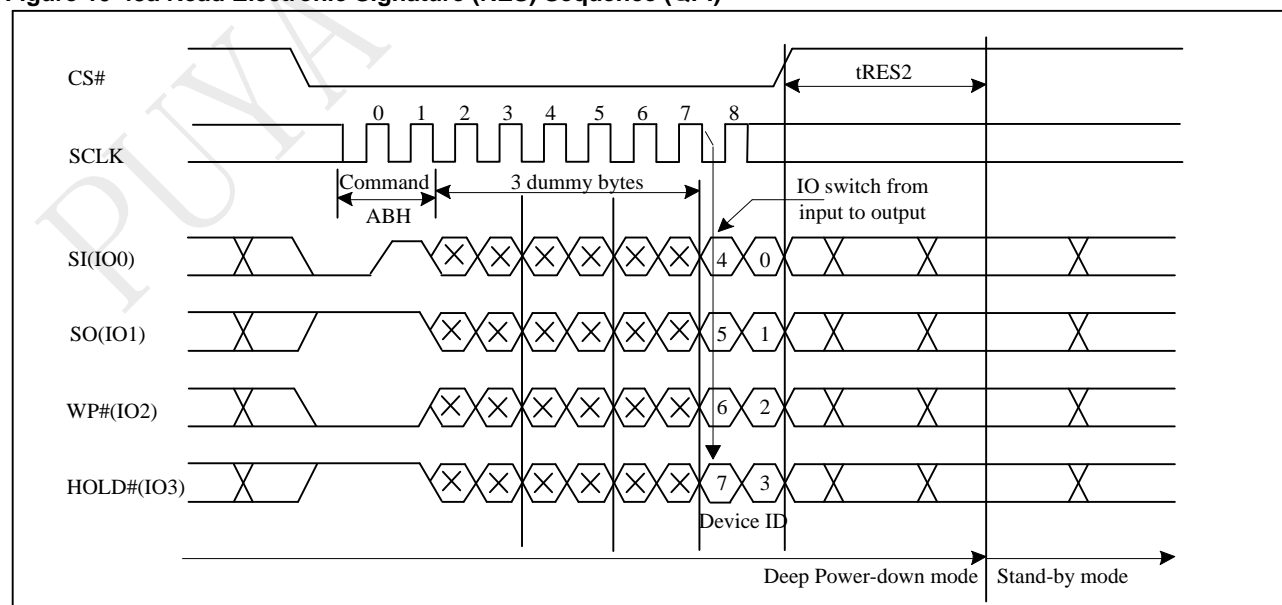 Figure 10-48a Read Electronic Signature (RES) Sequence (QPI)
PUYA
CS#
tRES2
0 1 2 3 4 5 6 7 8
SCLK
Command
ABH
3 dummy bytes
IO switch from
input to output
SI(IO0)
4 0
SO(IO1)
5 1
WP#(IO2)
6 2
HOLD#(IO3)
7 3
Device ID
Deep Power-down mode
Stand-by mode